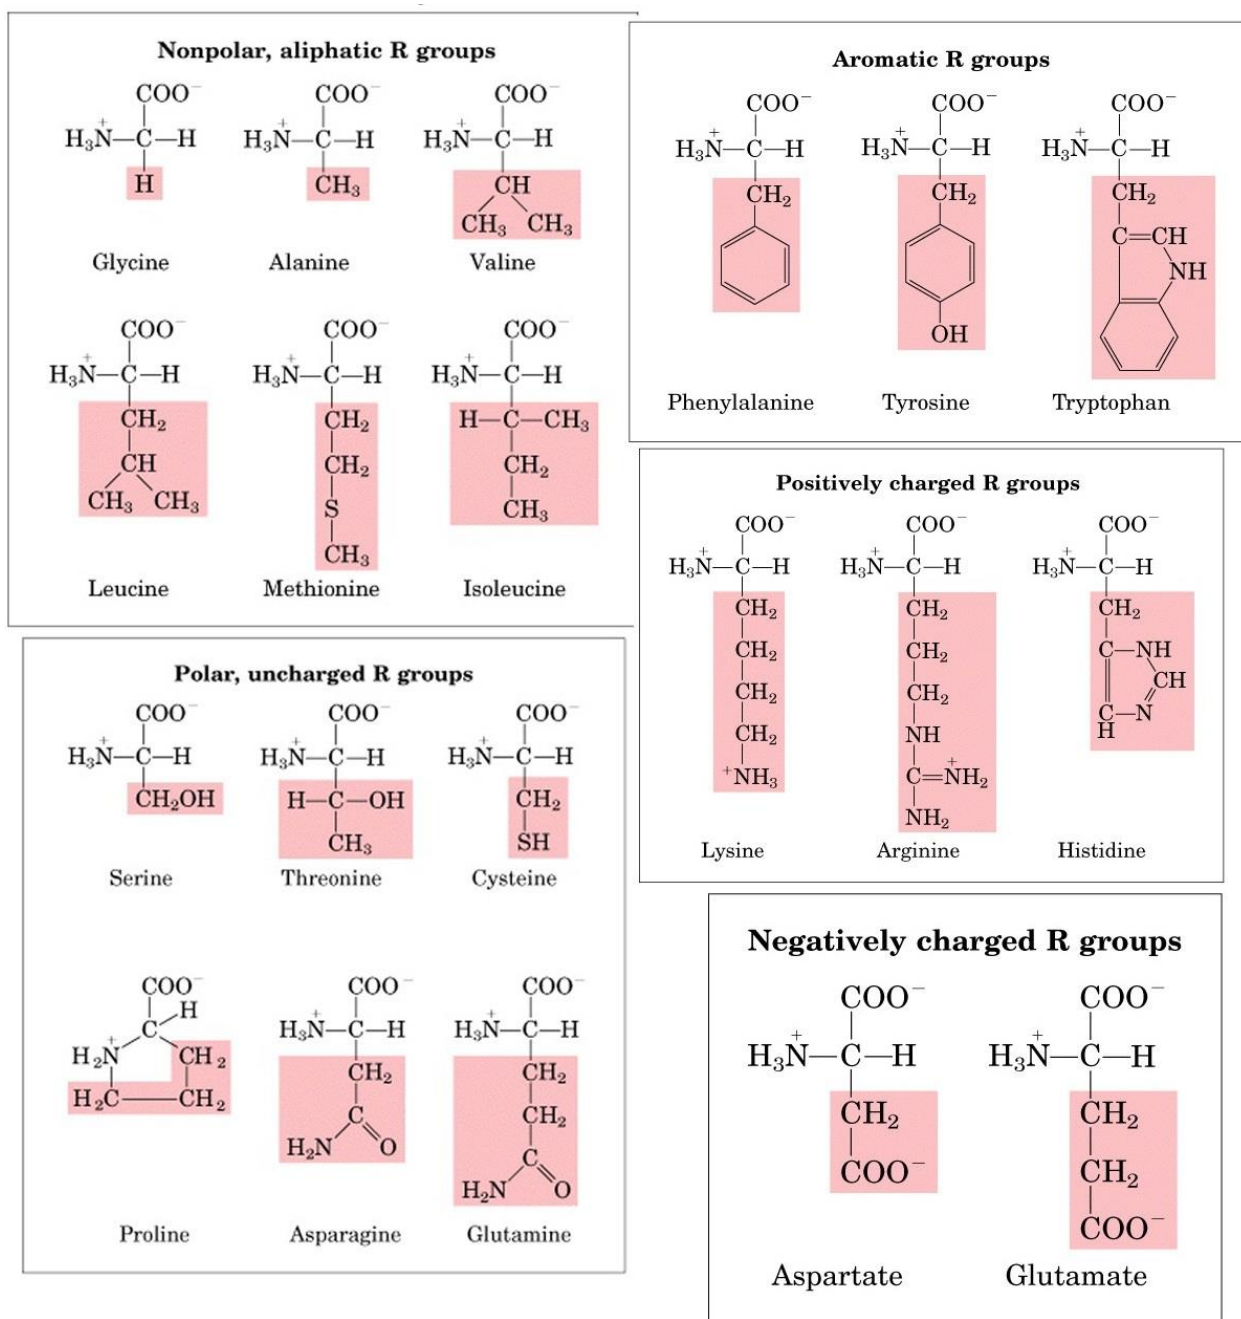 Nonpolar, aliphatic R groups
COO⁻ COO⁻ COO⁻
H₃N⁺—C—H H₃N⁺—C—H H₃N⁺—C—H
H CH₃ CH
CH₃ CH₃
Glycine Alanine Valine
COO⁻ COO⁻ COO⁻
H₃N⁺—C—H H₃N⁺—C—H H₃N⁺—C—H
CH₂ CH₂ H—C—CH₃
CH CH₂ CH₂
CH₃ CH₃ S CH₃
CH₃
Leucine Methionine Isoleucine
Aromatic R groups
COO⁻ COO⁻ COO⁻
H₃N⁺—C—H H₃N⁺—C—H H₃N⁺—C—H
CH₂ CH₂ CH₂
C=CH
NH
OH
Phenylalanine Tyrosine Tryptophan
Positively charged R groups
COO⁻ COO⁻ COO⁻
H₃N⁺—C—H H₃N⁺—C—H H₃N⁺—C—H
CH₂ CH₂ CH₂
CH₂ CH₂ C—NH
CH
CH₂ CH₂ C—N
H
CH₂ NH
⁺NH₃ C=N⁺H₂
NH₂
Lysine Arginine Histidine
Polar, uncharged R groups
COO⁻ COO⁻ COO⁻
H₃N⁺—C—H H₃N⁺—C—H H₃N⁺—C—H
CH₂OH H—C—OH CH₂
CH₃ SH
Serine Threonine Cysteine
COO⁻ COO⁻ COO⁻
H
C H₃N⁺—C—H H₃N⁺—C—H
H₂N⁺ CH₂ CH₂ CH₂
H₂C—CH₂ C CH₂
H₂N O C
H₂N O
Proline Asparagine Glutamine
Negatively charged R groups
COO⁻ COO⁻
H₃N⁺—C—H H₃N⁺—C—H
CH₂ CH₂
COO⁻ CH₂
COO⁻
Aspartate Glutamate